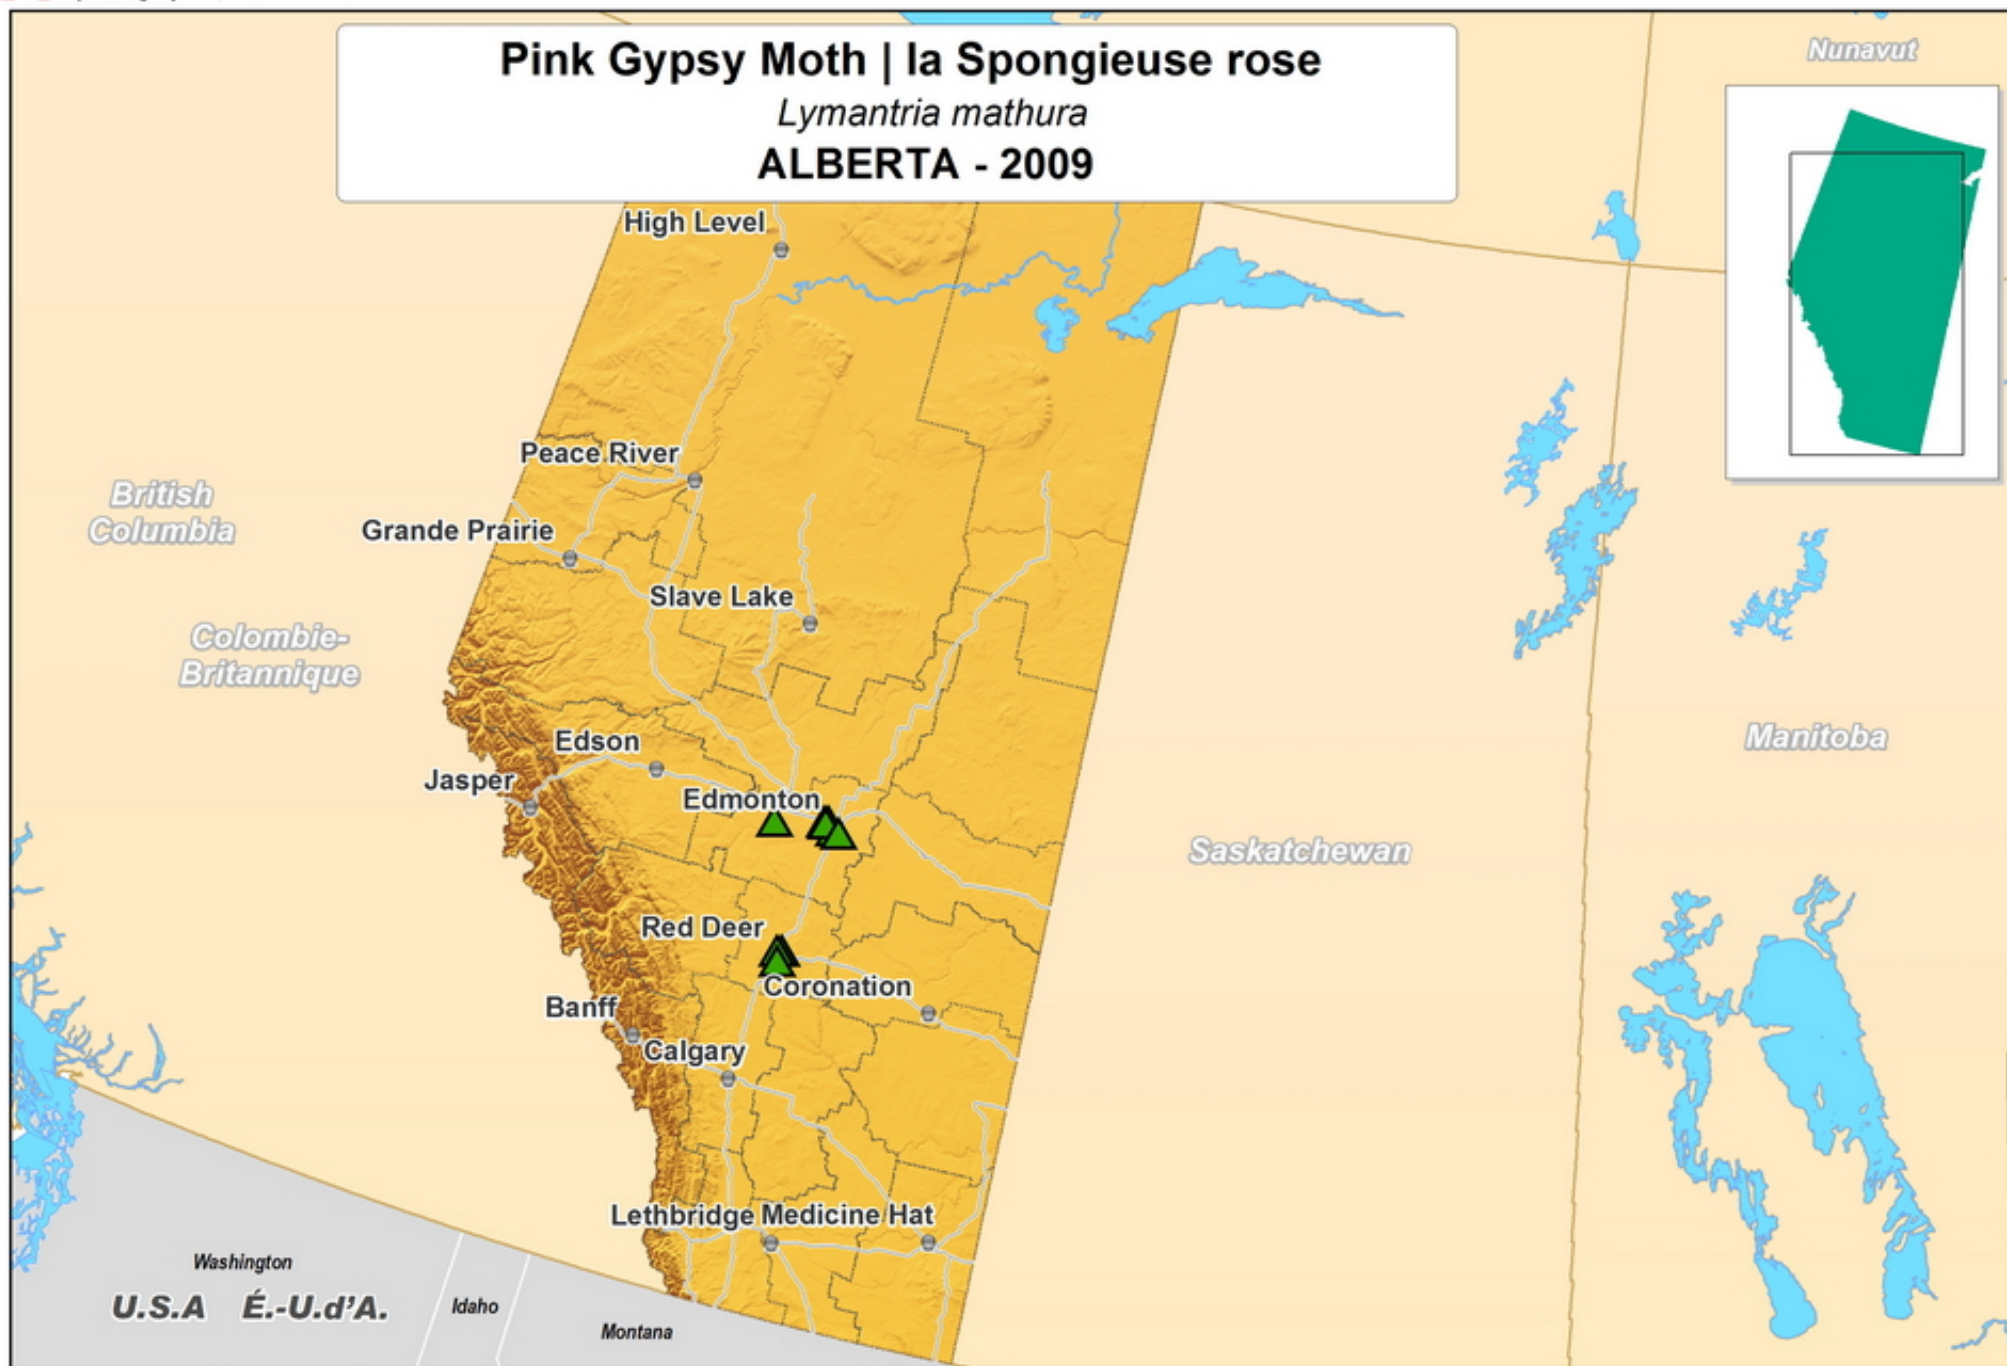 Pink Gypsy Moth | la Spongieuse rose
Lymantria mathura
ALBERTA - 2009
Nunavut
High Level
Peace River
British
Columbia
Grande Prairie
Slave Lake
Colombie-
Britannique
Edson
Manitoba
Jasper
Edmonton
Saskatchewan
Red Deer
Coronation
Banff
Calgary
Lethbridge
Medicine Hat
Washington
U.S.A É.-U.d'A.
Idaho
Montana